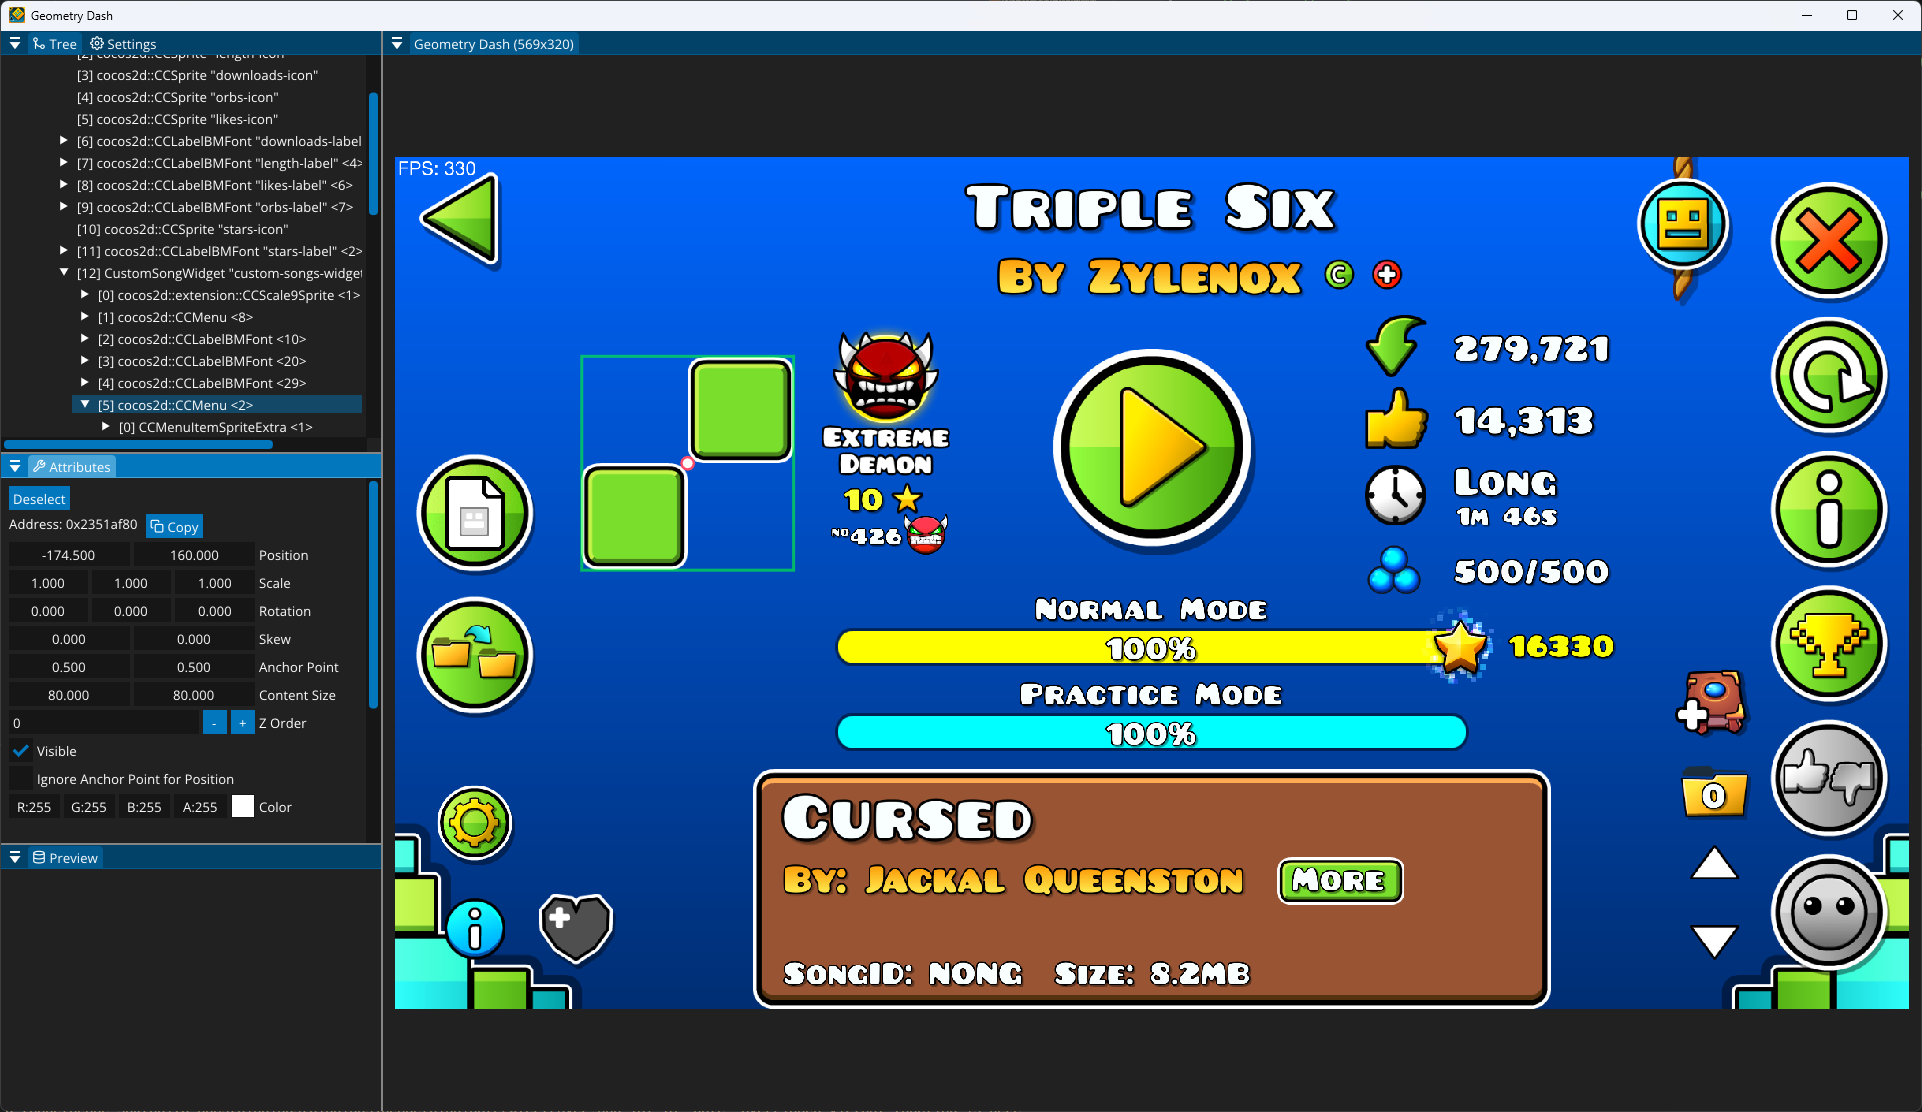 Geometry Dash
Tree
Settings
Geometry Dash (569x320)
[2] cocos2d::CCSprite "length-icon"
[3] cocos2d::CCSprite "downloads-icon"
[4] cocos2d::CCSprite "orbs-icon"
[5] cocos2d::CCSprite "likes-icon"
[6] cocos2d::CCLabelBMFont "downloads-label
[7] cocos2d::CCLabelBMFont "length-label" <4>
[8] cocos2d::CCLabelBMFont "likes-label" <6>
[9] cocos2d::CCLabelBMFont "orbs-label" <7>
[10] cocos2d::CCSprite "stars-icon"
[11] cocos2d::CCLabelBMFont "stars-label" <2>
[12] CustomSongWidget "custom-songs-widget
[0] cocos2d::extension::CCScale9Sprite <1>
[1] cocos2d::CCMenu <8>
[2] cocos2d::CCLabelBMFont <10>
[3] cocos2d::CCLabelBMFont <20>
[4] cocos2d::CCLabelBMFont <29>
[5] cocos2d::CCMenu <2>
[0] CCMenuItemSpriteExtra <1>
Attributes
Deselect
Address: 0x2351af80 Copy
-174.500 160.000 Position
1.000 1.000 1.000 Scale
0.000 0.000 0.000 Rotation
0.000 0.000 Skew
0.500 0.500 Anchor Point
80.000 80.000 Content Size
0 - + Z Order
Visible
Ignore Anchor Point for Position
R:255 G:255 B:255 A:255 Color
Preview
FPS: 330
Triple Six
By Zylenox
C
Extreme
Demon
10
No426
279,721
14,313
Long
1m 46s
500/500
Normal Mode
100%
16330
Practice Mode
100%
Cursed
By: Jackal Queenston
More
SongID: NONG Size: 8.2MB
0